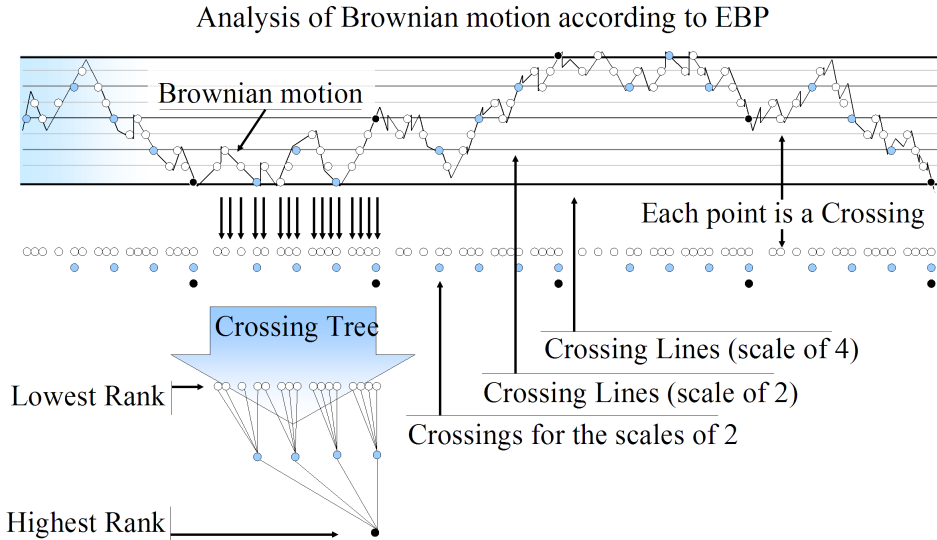 Analysis of Brownian motion according to EBP
Brownian motion
Each point is a Crossing
Crossing Tree
Crossing Lines (scale of 4)
Lowest Rank
Crossing Lines (scale of 2)
Crossings for the scales of 2
Highest Rank